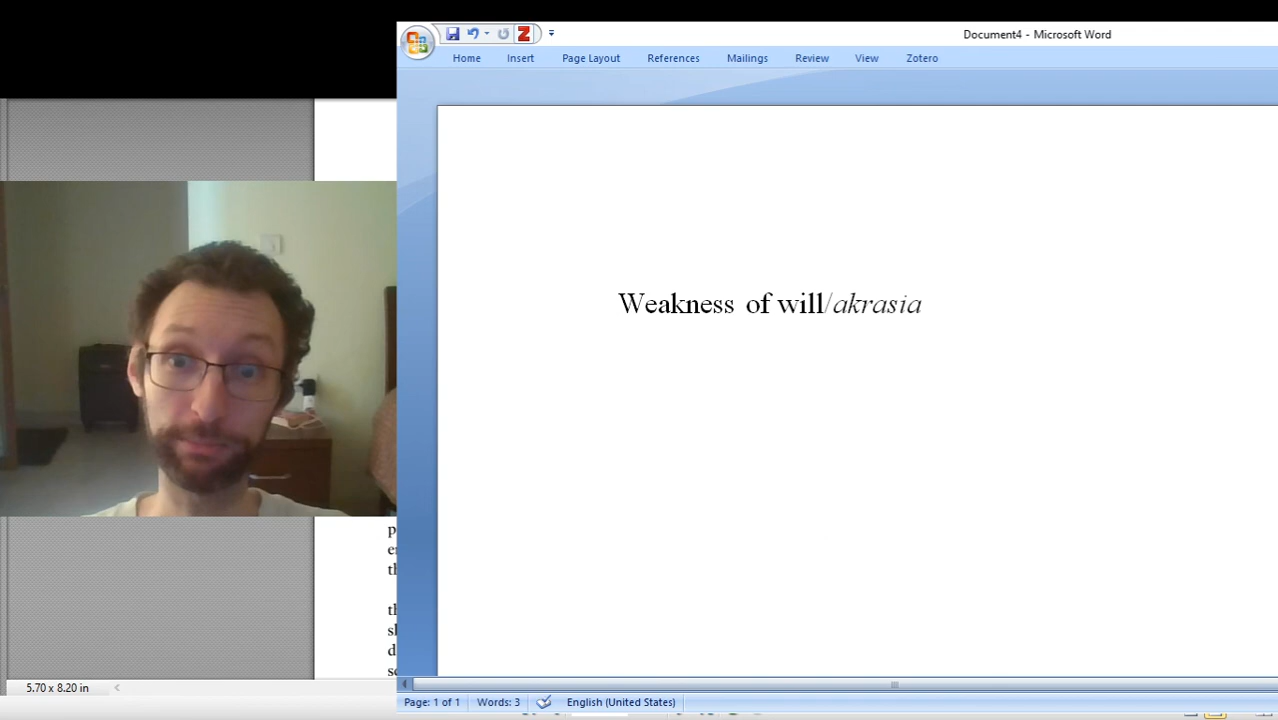 Document4 - Microsoft Word
Home Insert Page Layout References Mailings Review View Zotero
Weakness of will/akrasia
5.70 x 8.20 in
Page: 1 of 1 Words: 3 English (United States)